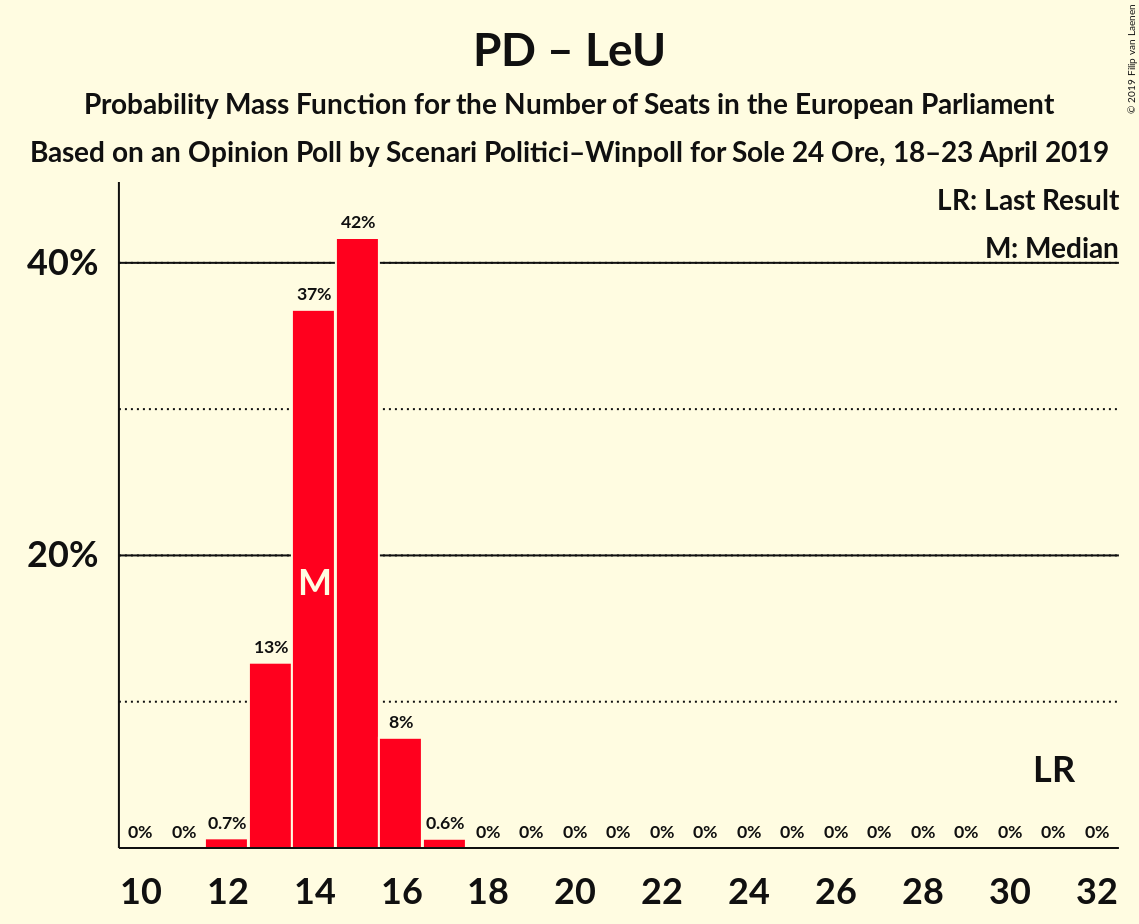 PD – LeU
Probability Mass Function for the Number of Seats in the European Parliament
Based on an Opinion Poll by Scenari Politici–Winpoll for Sole 24 Ore, 18–23 April 2019
© 2019 Filip van Laenen
LR: Last Result
M: Median
40%
20%
0% 0% 0.7% 13% 37% 42% 8% 0.6% 0% 0% 0% 0% 0% 0% 0% 0% 0% 0% 0% 0% 0% 0% 0%
M
LR
10 12 14 16 18 20 22 24 26 28 30 32